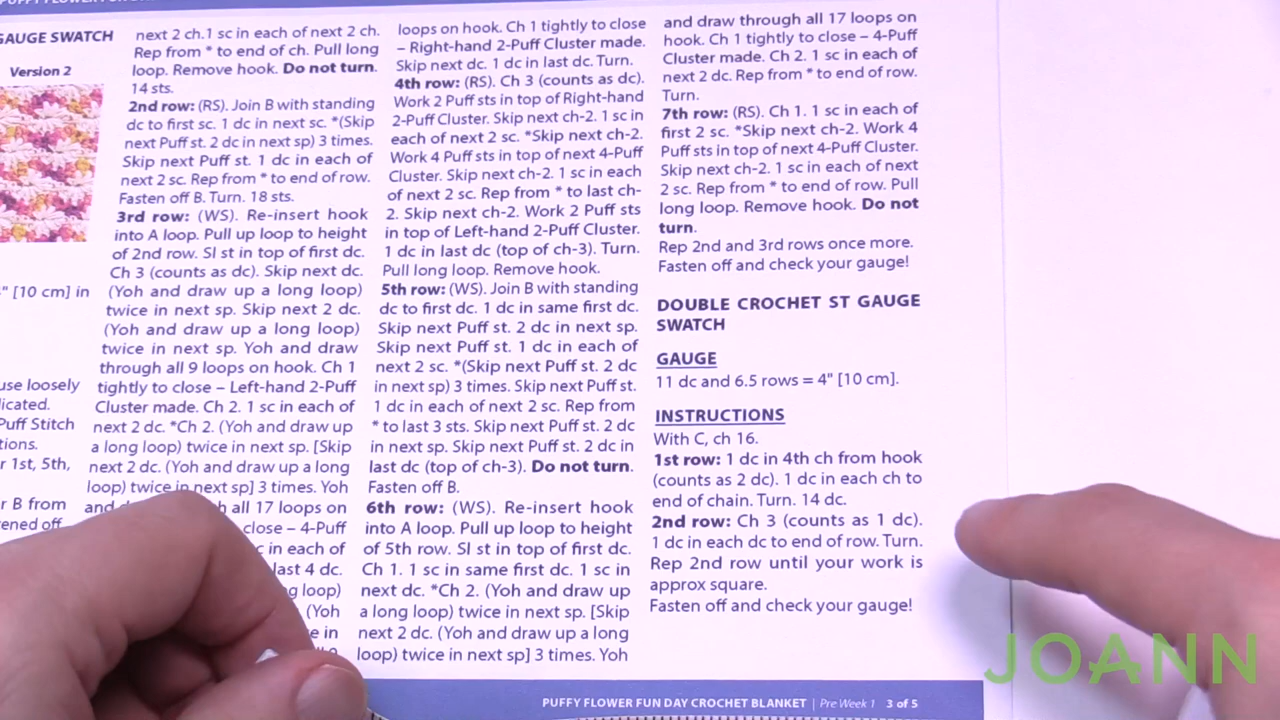 GAUGE SWATCH
Version 2
" [10 cm] in
use loosely
icated.
Puff Stitch
tions.
r 1st, 5th,
r B from
ened off
next 2 ch.1 sc in each of next 2 ch.
Rep from * to end of ch. Pull long
loop. Remove hook. Do not turn.
14 sts.
2nd row: (RS). Join B with standing
dc to first sc. 1 dc in next sc. *(Skip
next Puff st. 2 dc in next sp) 3 times.
Skip next Puff st. 1 dc in each of
next 2 sc. Rep from * to end of row.
Fasten off B. Turn. 18 sts.
3rd row: (WS). Re-insert hook
into A loop. Pull up loop to height
of 2nd row. Sl st in top of first dc.
Ch 3 (counts as dc). Skip next dc.
(Yoh and draw up a long loop)
twice in next sp. Skip next 2 dc.
(Yoh and draw up a long loop)
twice in next sp. Yoh and draw
through all 9 loops on hook. Ch 1
tightly to close – Left-hand 2-Puff
Cluster made. Ch 2. 1 sc in each of
next 2 dc. *Ch 2. (Yoh and draw up
a long loop) twice in next sp. [Skip
next 2 dc. (Yoh and draw up a long
loop) twice in next sp] 3 times. Yoh
and d h all 17 loops on
close – 4-Puff
c in each of
last 4 dc.
g loop)
(Yoh
e in
loops on hook. Ch 1 tightly to close
– Right-hand 2-Puff Cluster made.
Skip next dc. 1 dc in last dc. Turn.
4th row: (RS). Ch 3 (counts as dc).
Work 2 Puff sts in top of Right-hand
2-Puff Cluster. Skip next ch-2. 1 sc in
each of next 2 sc. *Skip next ch-2.
Work 4 Puff sts in top of next 4-Puff
Cluster. Skip next ch-2. 1 sc in each
of next 2 sc. Rep from * to last ch-
2. Skip next ch-2. Work 2 Puff sts
in top of Left-hand 2-Puff Cluster.
1 dc in last dc (top of ch-3). Turn.
Pull long loop. Remove hook.
5th row: (WS). Join B with standing
dc to first dc. 1 dc in same first dc.
Skip next Puff st. 2 dc in next sp.
Skip next Puff st. 1 dc in each of
next 2 sc. *(Skip next Puff st. 2 dc
in next sp) 3 times. Skip next Puff st.
1 dc in each of next 2 sc. Rep from
* to last 3 sts. Skip next Puff st. 2 dc
in next sp. Skip next Puff st. 2 dc in
last dc (top of ch-3). Do not turn.
Fasten off B.
6th row: (WS). Re-insert hook
into A loop. Pull up loop to height
of 5th row. Sl st in top of first dc.
Ch 1. 1 sc in same first dc. 1 sc in
next dc. *Ch 2. (Yoh and draw up
a long loop) twice in next sp. [Skip
next 2 dc. (Yoh and draw up a long
loop) twice in next sp] 3 times. Yoh
and draw through all 17 loops on
hook. Ch 1 tightly to close – 4-Puff
Cluster made. Ch 2. 1 sc in each of
next 2 dc. Rep from * to end of row.
Turn.
7th row: (RS). Ch 1. 1 sc in each of
first 2 sc. *Skip next ch-2. Work 4
Puff sts in top of next 4-Puff Cluster.
Skip next ch-2. 1 sc in each of next
2 sc. Rep from * to end of row. Pull
long loop. Remove hook. Do not
turn.
Rep 2nd and 3rd rows once more.
Fasten off and check your gauge!
DOUBLE CROCHET ST GAUGE
SWATCH
GAUGE
11 dc and 6.5 rows = 4" [10 cm].
INSTRUCTIONS
With C, ch 16.
1st row: 1 dc in 4th ch from hook
(counts as 2 dc). 1 dc in each ch to
end of chain. Turn. 14 dc.
2nd row: Ch 3 (counts as 1 dc).
1 dc in each dc to end of row. Turn.
Rep 2nd row until your work is
approx square.
Fasten off and check your gauge!
PUFFY FLOWER FUN DAY CROCHET BLANKET | Pre Week 1 3 of 5
JOANN